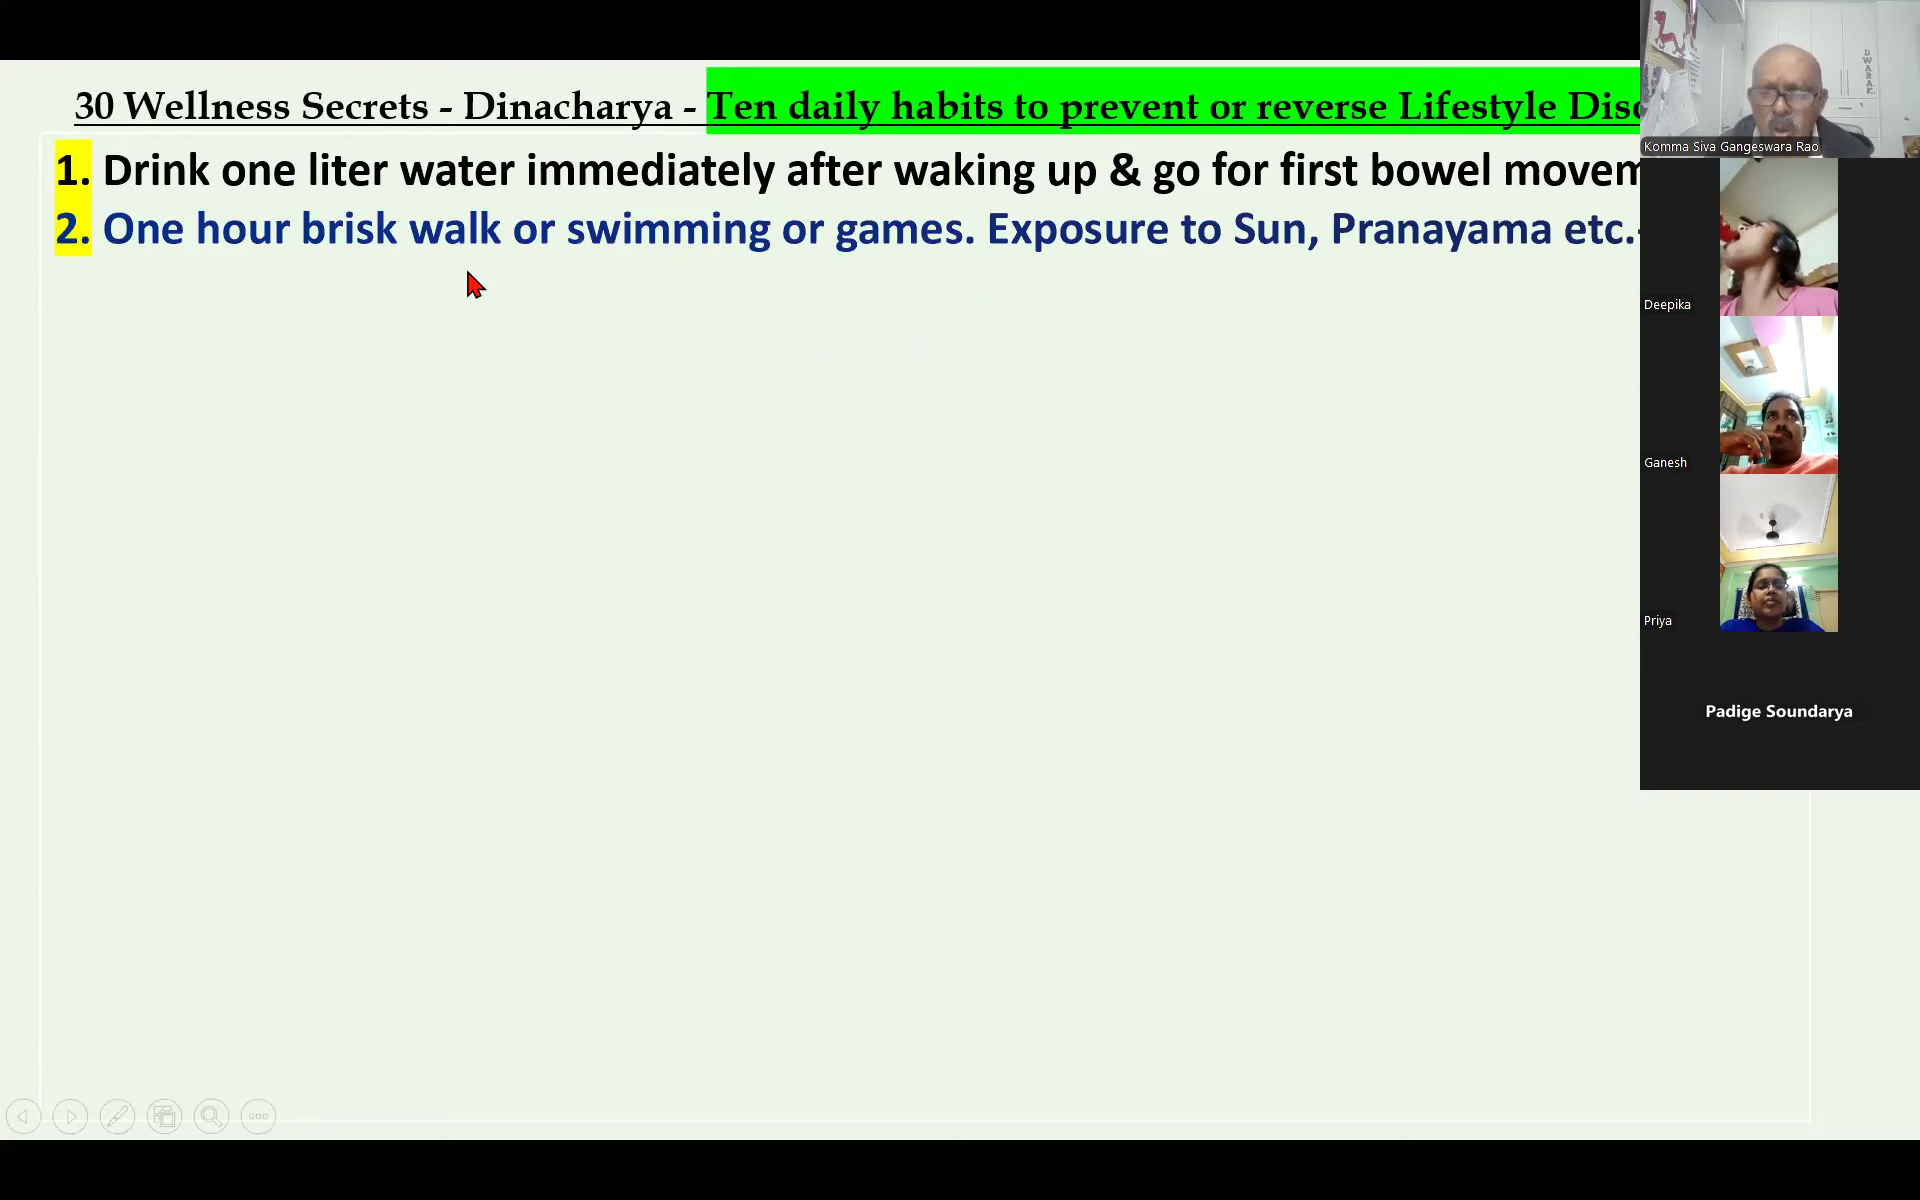 30 Wellness Secrets - Dinacharya - Ten daily habits to prevent or reverse Lifestyle
1. Drink one liter water immediately after waking up & go for first bowel
2. One hour brisk walk or swimming or games. Exposure to Sun, Pranayama etc.
DWARAK
Komma Siva Gangeswara Rao
Deepika
Ganesh
Priya
Padige Soundarya